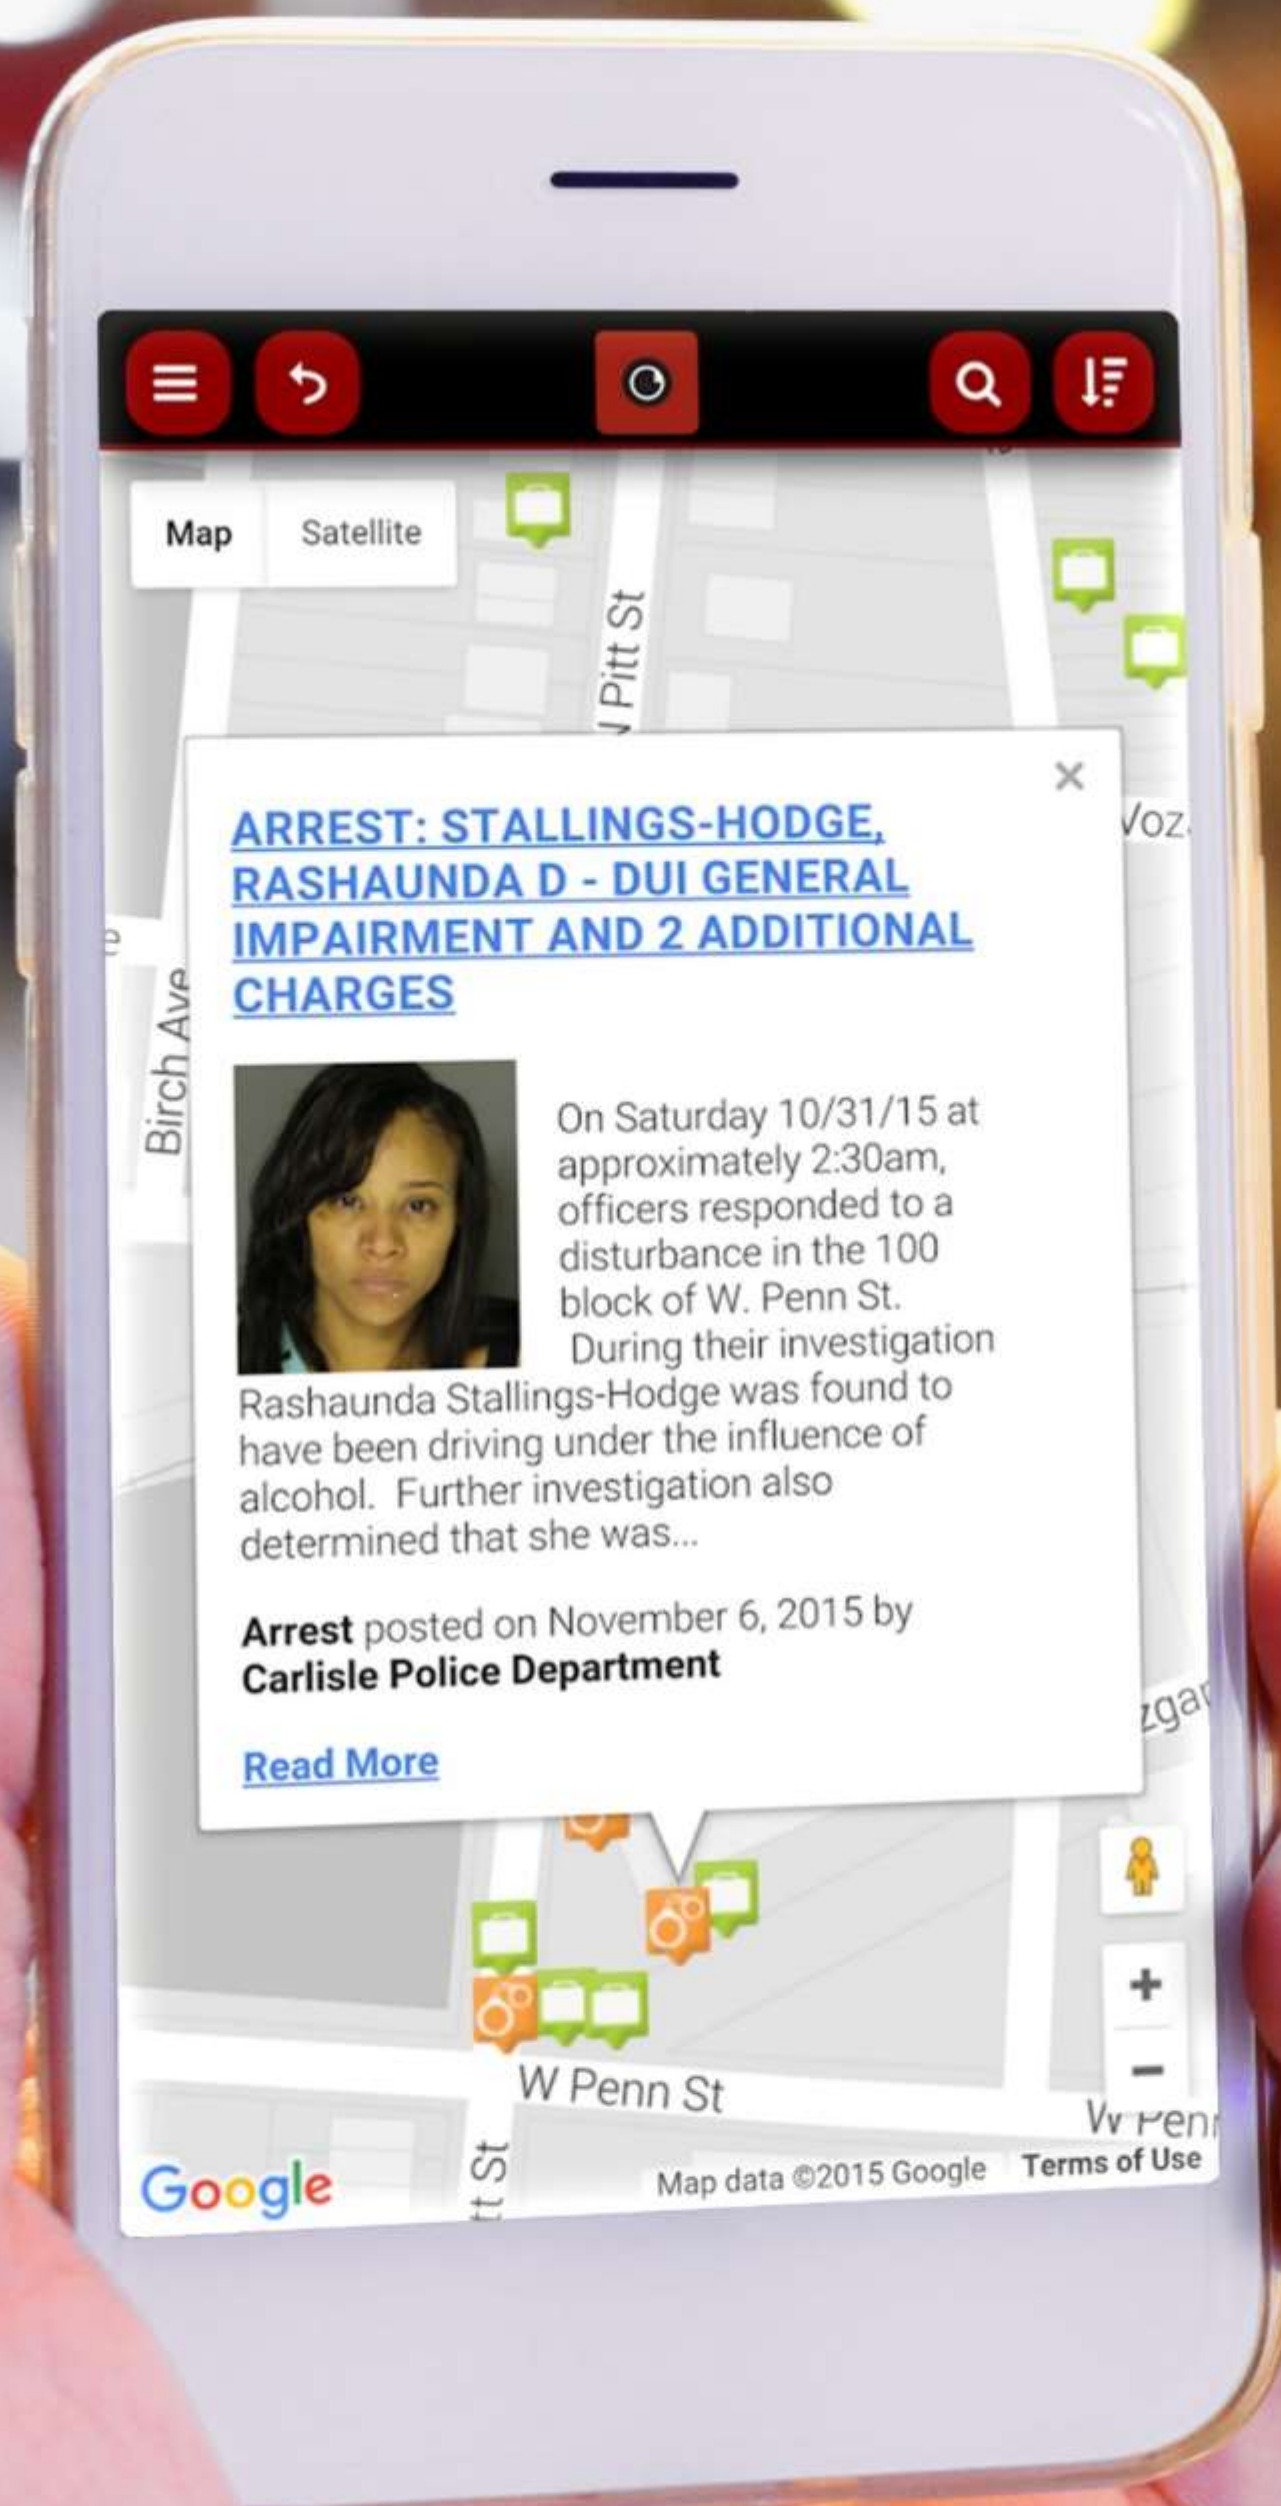 Map Satellite
Pitt St
ARREST: STALLINGS-HODGE,
RASHAUNDA D - DUI GENERAL
IMPAIRMENT AND 2 ADDITIONAL
CHARGES
Birch Ave
On Saturday 10/31/15 at
approximately 2:30am,
officers responded to a
disturbance in the 100
block of W. Penn St.
During their investigation
Rashaunda Stallings-Hodge was found to
have been driving under the influence of
alcohol. Further investigation also
determined that she was...
Arrest posted on November 6, 2015 by
Carlisle Police Department
Read More
W Penn St
Google
Map data ©2015 Google
Terms of Use